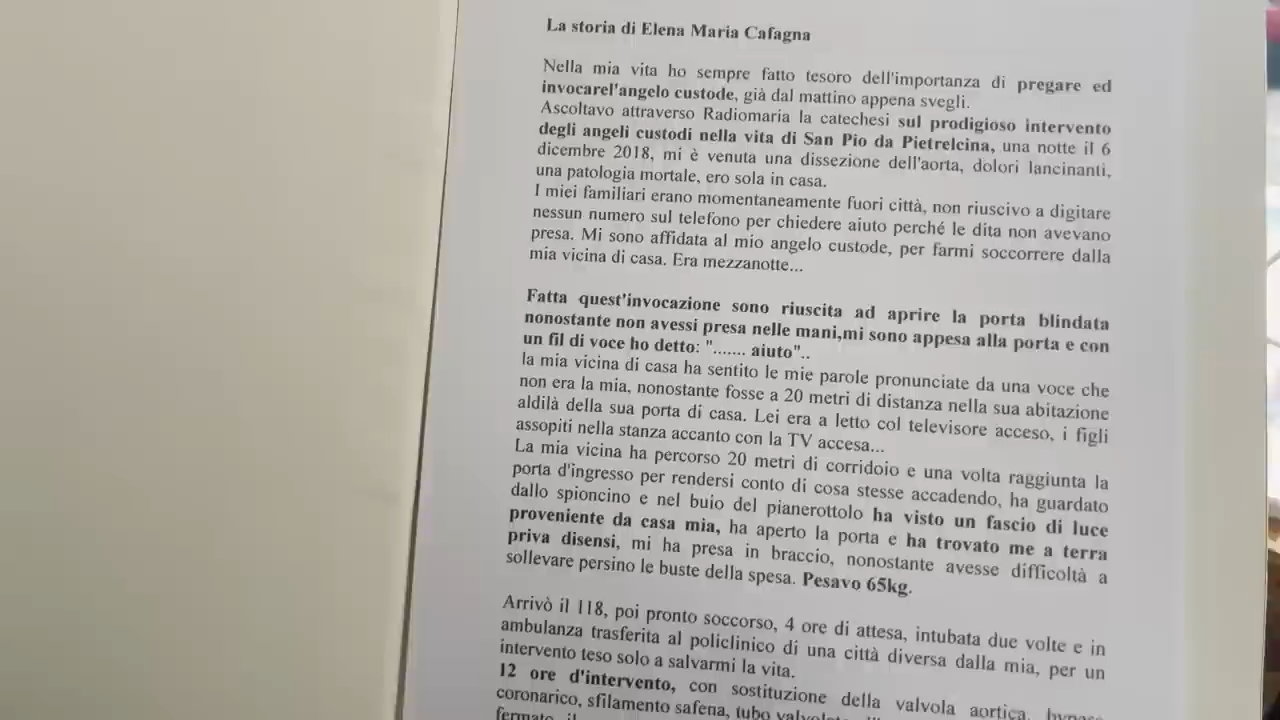 La storia di Elena Maria Cafagna
Nella mia vita ho sempre fatto tesoro dell'importanza di pregare ed
invocarel'angelo custode, già dal mattino appena svegli.
Ascoltavo attraverso Radiomaria la catechesi sul prodigioso intervento
degli angeli custodi nella vita di San Pio da Pietrelcina, una notte il 6
dicembre 2018, mi è venuta una dissezione dell'aorta, dolori lancinanti,
una patologia mortale, ero sola in casa.
I miei familiari erano momentaneamente fuori città, non riuscivo a digitare
nessun numero sul telefono per chiedere aiuto perché le dita non avevano
presa. Mi sono affidata al mio angelo custode, per farmi soccorrere dalla
mia vicina di casa. Era mezzanotte...
Fatta quest'invocazione sono riuscita ad aprire la porta blindata
nonostante non avessi presa nelle mani,mi sono appesa alla porta e con
un fil di voce ho detto: "....... aiuto"..
la mia vicina di casa ha sentito le mie parole pronunciate da una voce che
non era la mia, nonostante fosse a 20 metri di distanza nella sua abitazione
aldilà della sua porta di casa. Lei era a letto col televisore acceso, i figli
assopiti nella stanza accanto con la TV accesa...
La mia vicina ha percorso 20 metri di corridoio e una volta raggiunta la
porta d'ingresso per rendersi conto di cosa stesse accadendo, ha guardato
dallo spioncino e nel buio del pianerottolo ha visto un fascio di luce
proveniente da casa mia, ha aperto la porta e ha trovato me a terra
priva disensi, mi ha presa in braccio, nonostante avesse difficoltà a
sollevare persino le buste della spesa. Pesavo 65kg.
Arrivò il 118, poi pronto soccorso, 4 ore di attesa, intubata due volte e in
ambulanza trasferita al policlinico di una città diversa dalla mia, per un
intervento teso solo a salvarmi la vita.
12 ore d'intervento, con sostituzione della valvola aortica, bypass
coronarico, sfilamento safena, tubo